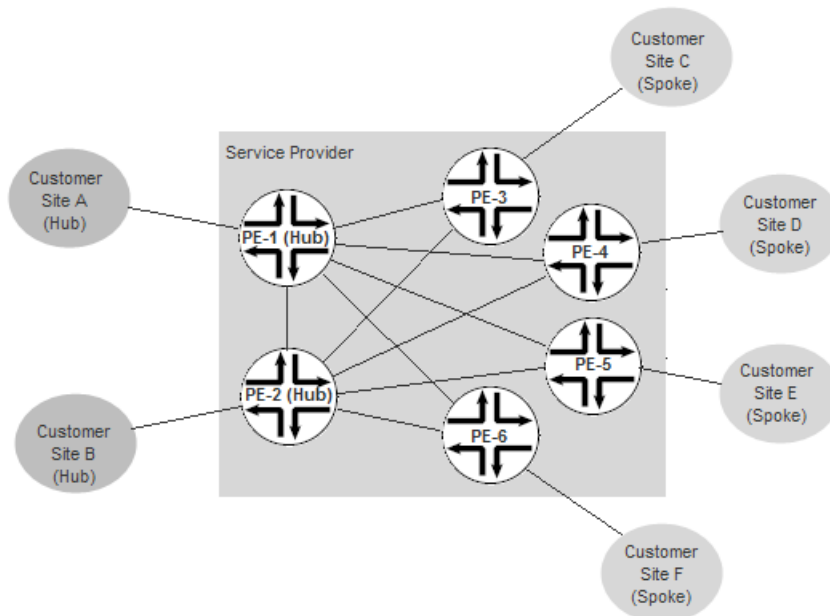 Customer
Site C
(Spoke)
Service Provider
Customer
Site A
(Hub)
PE-3
Customer
Site D
(Spoke)
PE-1 (Hub)
PE-4
PE-5
Customer
Site E
(Spoke)
PE-2 (Hub)
Customer
Site B
(Hub)
PE-6
Customer
Site F
(Spoke)